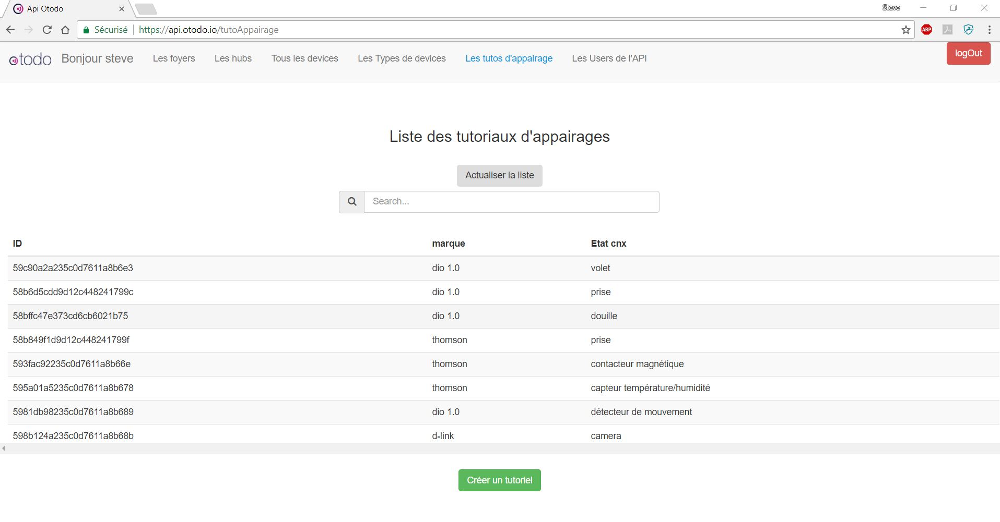 Api Otodo
Steve
Sécurisé https://api.otodo.io/tutoAppairage
ABP
otodo Bonjour steve Les foyers Les hubs Tous les devices Les Types de devices Les tutos d'appairage Les Users de l'API logOut
Liste des tutoriaux d'appairages
Actualiser la liste
Search...
ID marque Etat cnx
59c90a2a235c0d7611a8b6e3 dio 1.0 volet
58b6d5cdd9d12c448241799c dio 1.0 prise
58bffc47e373cd6cb6021b75 dio 1.0 douille
58b849f1d9d12c448241799f thomson prise
593fac92235c0d7611a8b66e thomson contacteur magnétique
595a01a5235c0d7611a8b678 thomson capteur température/humidité
5981db98235c0d7611a8b689 dio 1.0 détecteur de mouvement
598b124a235c0d7611a8b68b d-link camera
Créer un tutoriel